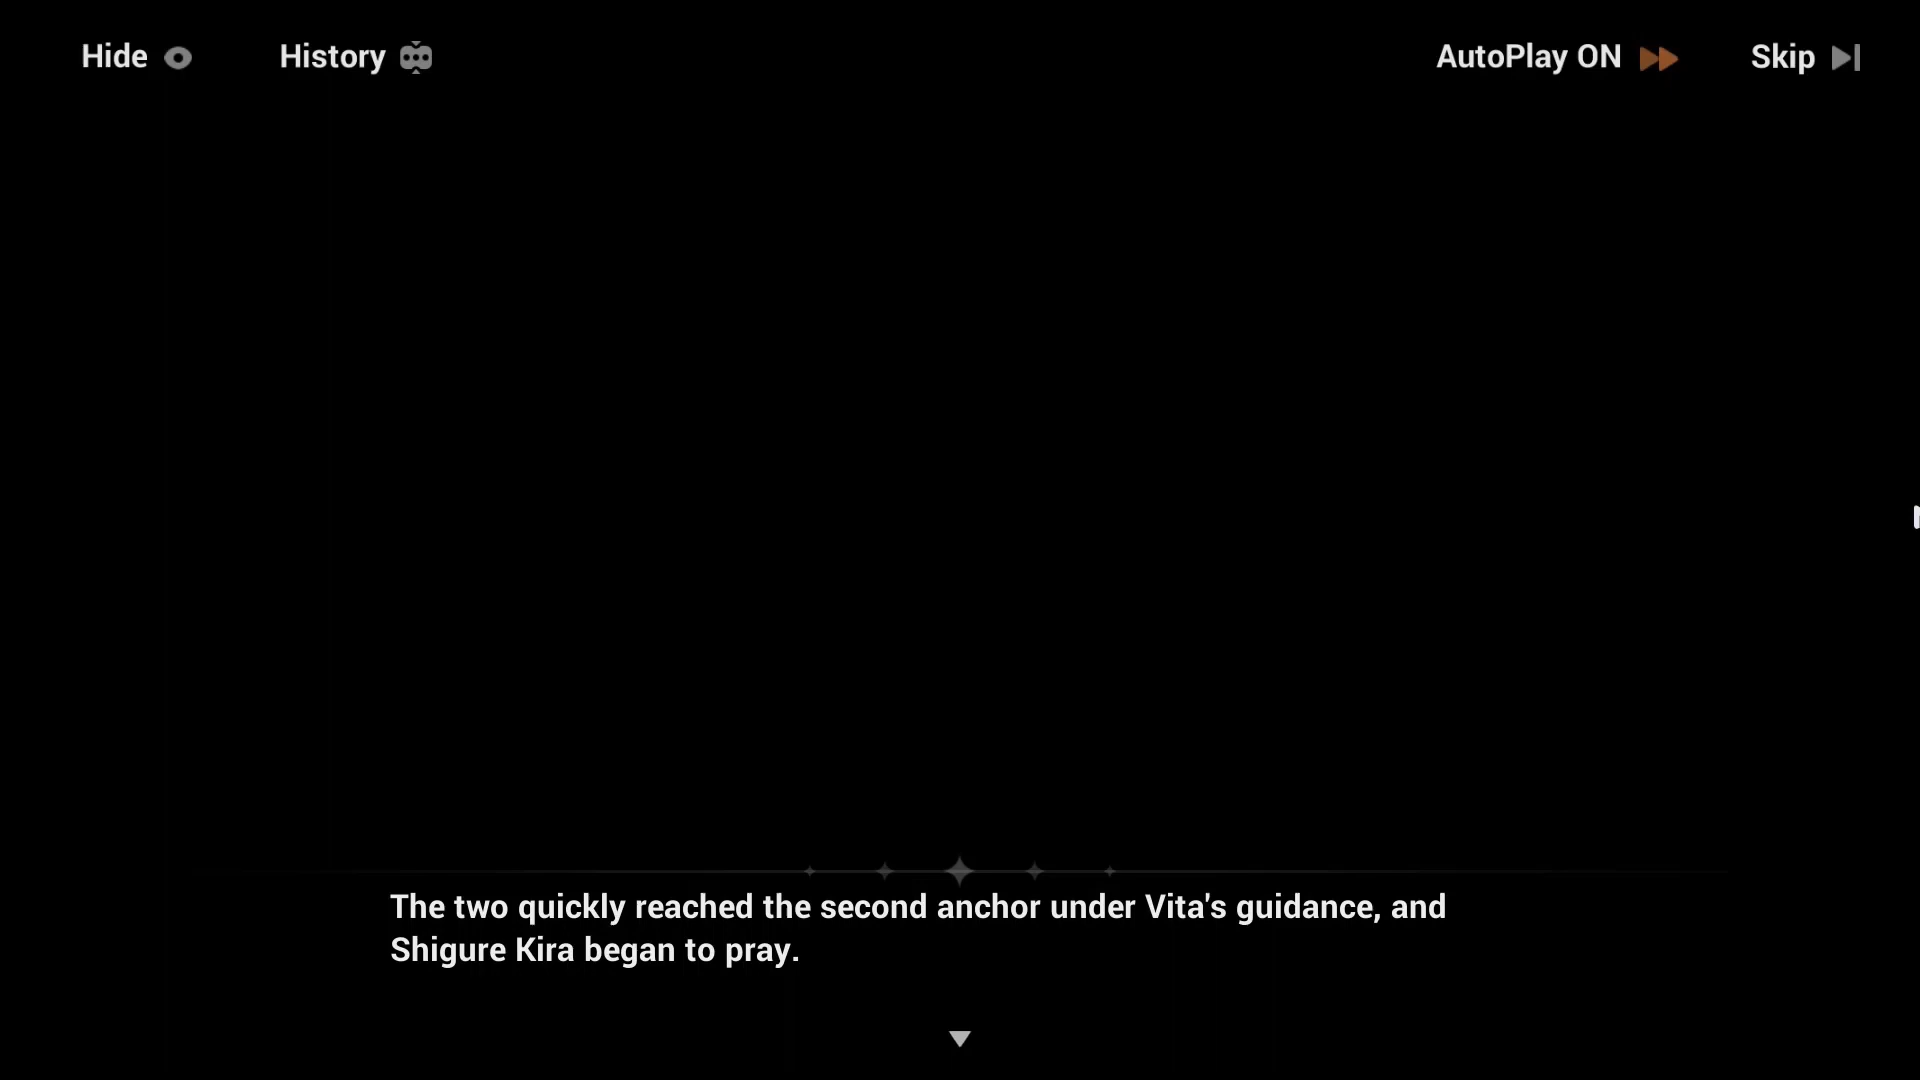 Hide
History
AutoPlay ON
Skip
The two quickly reached the second anchor under Vita's guidance, and
Shigure Kira began to pray.